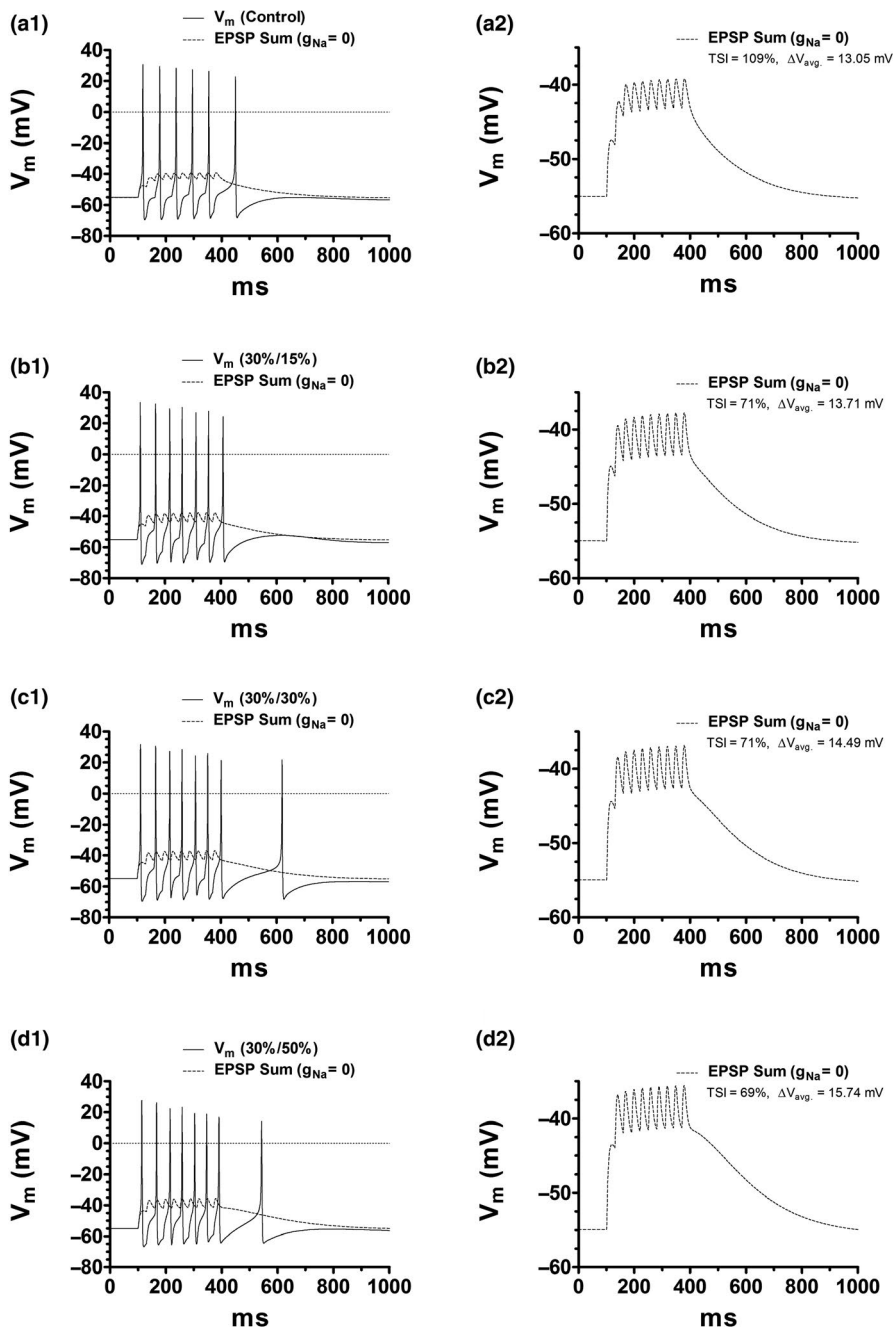 (a1)
V_m (Control)
EPSP Sum (g_Na = 0)
40
20
0
−20
−40
−60
−80
V_m (mV)
0 200 400 600 800 1000
ms
(a2)
EPSP Sum (g_Na = 0)
TSI = 109%, ΔV_avg. = 13.05 mV
−40
−50
−60
V_m (mV)
0 200 400 600 800 1000
ms
(b1)
V_m (30%/15%)
EPSP Sum (g_Na = 0)
40
20
0
−20
−40
−60
−80
V_m (mV)
0 200 400 600 800 1000
ms
(b2)
EPSP Sum (g_Na = 0)
TSI = 71%, ΔV_avg. = 13.71 mV
−40
−50
−60
V_m (mV)
0 200 400 600 800 1000
ms
(c1)
V_m (30%/30%)
EPSP Sum (g_Na = 0)
40
20
0
−20
−40
−60
−80
V_m (mV)
0 200 400 600 800 1000
ms
(c2)
EPSP Sum (g_Na = 0)
TSI = 71%, ΔV_avg. = 14.49 mV
−40
−50
−60
V_m (mV)
0 200 400 600 800 1000
ms
(d1)
V_m (30%/50%)
EPSP Sum (g_Na = 0)
40
20
0
−20
−40
−60
−80
V_m (mV)
0 200 400 600 800 1000
ms
(d2)
EPSP Sum (g_Na = 0)
TSI = 69%, ΔV_avg. = 15.74 mV
−40
−50
−60
V_m (mV)
0 200 400 600 800 1000
ms